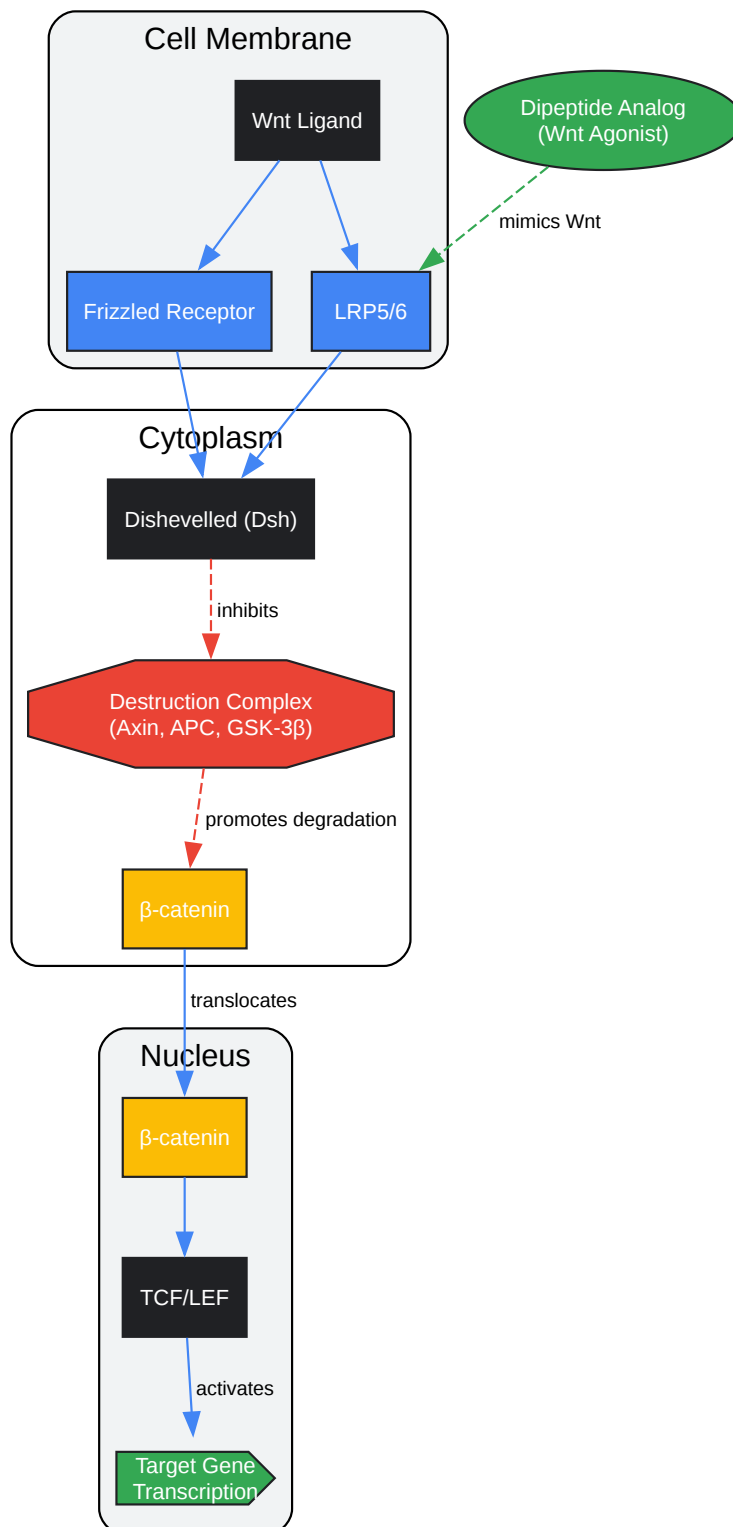 Cell Membrane
Wnt Ligand
Dipeptide Analog
(Wnt Agonist)
mimics Wnt
Frizzled Receptor
LRP5/6
Cytoplasm
Dishevelled (Dsh)
inhibits
Destruction Complex
(Axin, APC, GSK-3β)
promotes degradation
β-catenin
translocates
Nucleus
β-catenin
TCF/LEF
activates
Target Gene
Transcription